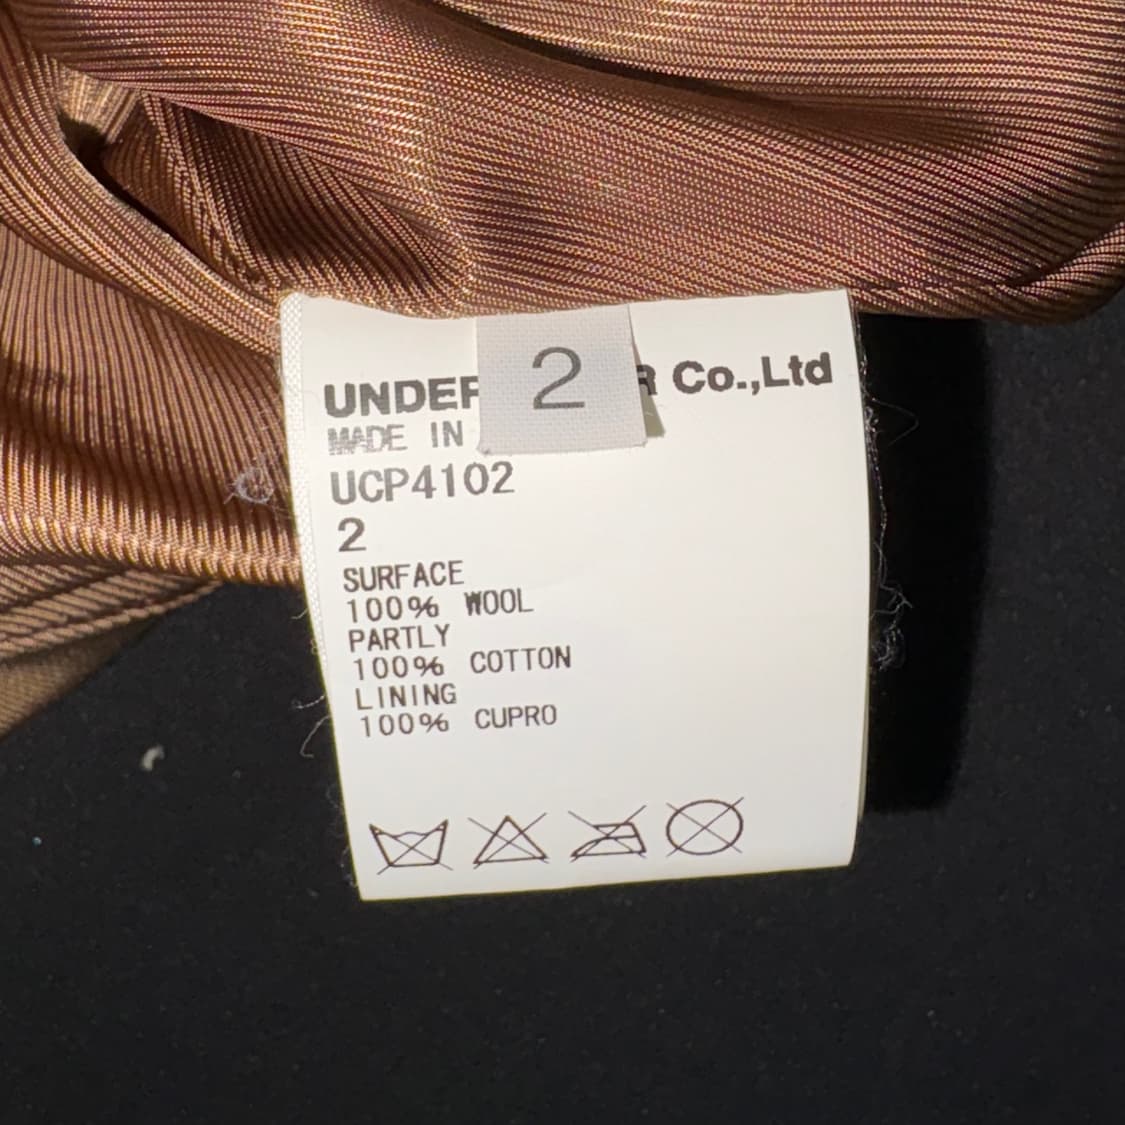 2
UNDER R Co.,Ltd
MADE IN
UCP4102
2
SURFACE
100% WOOL
PARTLY
100% COTTON
LINING
100% CUPRO